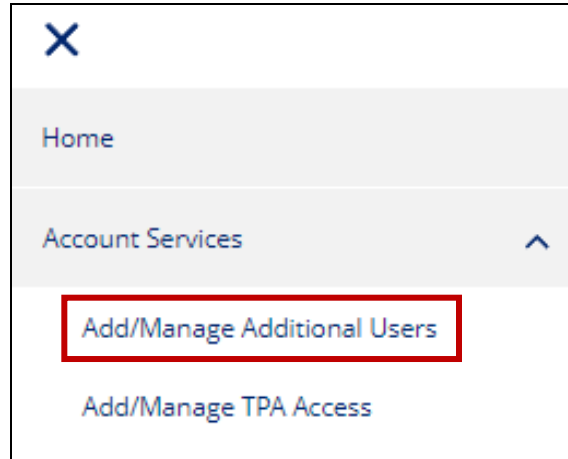 Home
Account Services
Add/Manage Additional Users
Add/Manage TPA Access